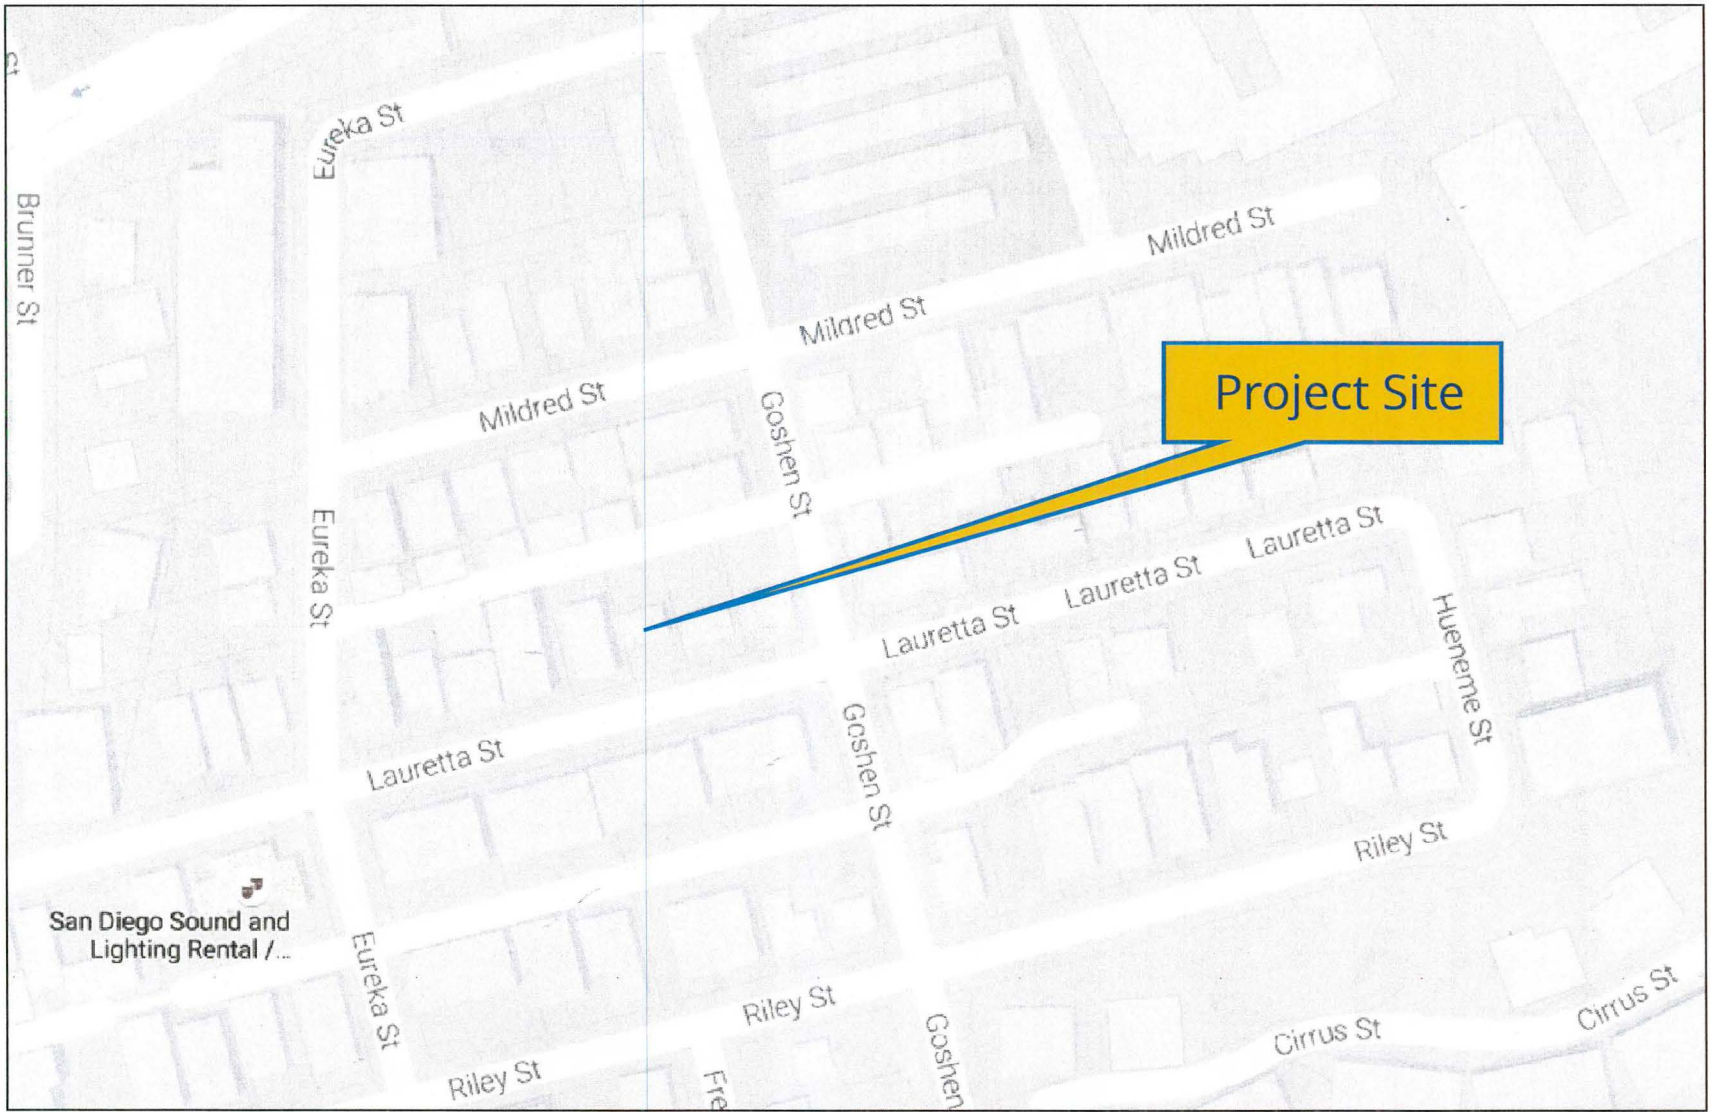 St
Eureka St
Brunner St
Mildred St
Mildred St
Project Site
Mildred St
Goshen St
Eureka St
Lauretta St
Lauretta St
Lauretta St
Hueneme St
Lauretta St
Goshen St
Riley St
San Diego Sound and
Lighting Rental /...
Eureka St
Riley St
Cirrus St
Cirrus St
Goshen
Riley St
Fre